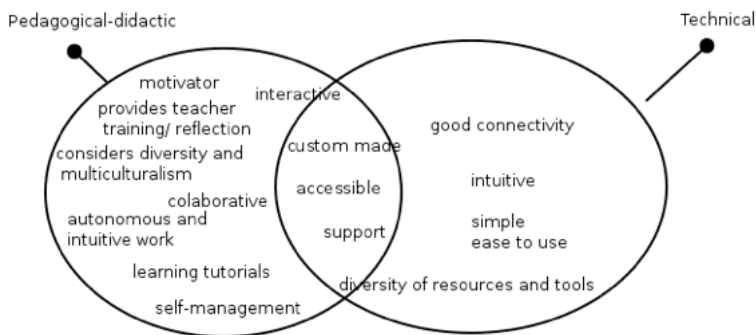 Pedagogical-didactic
Technical
motivator
interactive
provides teacher
training/ reflection
good connectivity
custom made
considers diversity and
multiculturalism
intuitive
accessible
colaborative
autonomous and
intuitive work
simple
ease to use
support
learning tutorials
diversity of resources and tools
self-management